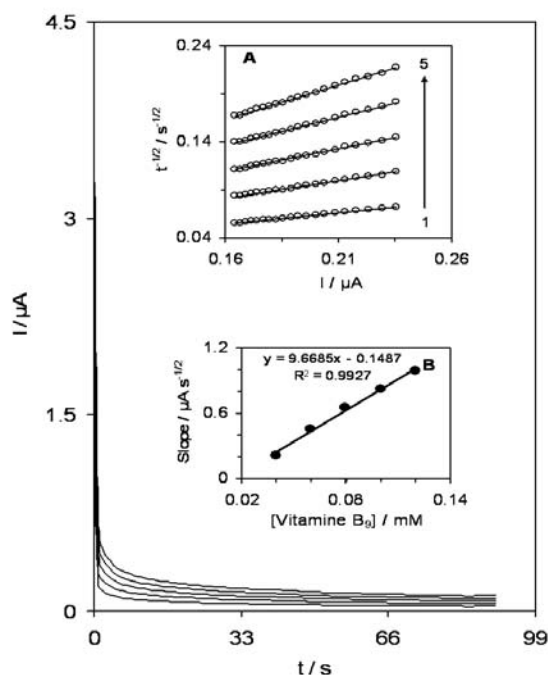 4.5
3
1.5
0
I / µA
0 33 66 99
t / s
A
0.24
0.14
0.04
t⁻¹/² / s⁻¹/²
5
1
0.16 0.21 0.26
I / µA
y = 9.6685x - 0.1487
R² = 0.9927
B
1.2
0.6
0
Slope / µA s⁻¹/²
0.02 0.08 0.14
[Vitamine B₉] / mM